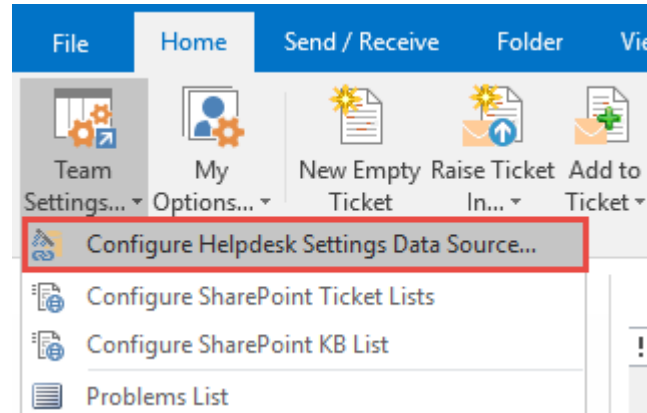 File Home Send / Receive Folder
Team Settings... My Options... New Empty Ticket Raise Ticket In... Add to Ticket
Configure Helpdesk Settings Data Source...
Configure SharePoint Ticket Lists
Configure SharePoint KB List
!
Problems List